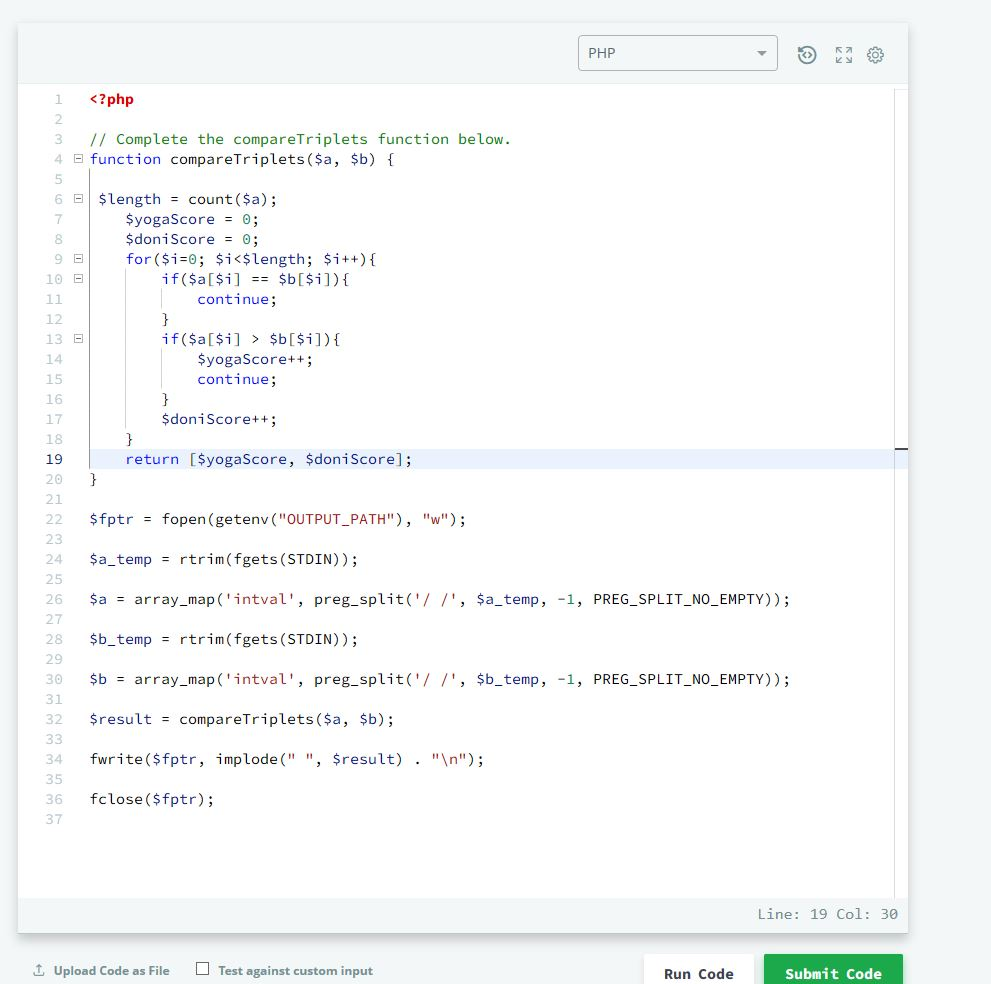 PHP
1 <?php
2
3 // Complete the compareTriplets function below.
4 function compareTriplets($a, $b) {
5
6  $length = count($a);
7     $yogaScore = 0;
8     $doniScore = 0;
9     for($i=0; $i<$length; $i++){
10         if($a[$i] == $b[$i]){
11             continue;
12         }
13         if($a[$i] > $b[$i]){
14             $yogaScore++;
15             continue;
16         }
17         $doniScore++;
18     }
19     return [$yogaScore, $doniScore];
20 }
21
22 $fptr = fopen(getenv("OUTPUT_PATH"), "w");
23
24 $a_temp = rtrim(fgets(STDIN));
25
26 $a = array_map('intval', preg_split('/ /', $a_temp, -1, PREG_SPLIT_NO_EMPTY));
27
28 $b_temp = rtrim(fgets(STDIN));
29
30 $b = array_map('intval', preg_split('/ /', $b_temp, -1, PREG_SPLIT_NO_EMPTY));
31
32 $result = compareTriplets($a, $b);
33
34 fwrite($fptr, implode(" ", $result) . "\n");
35
36 fclose($fptr);
37
Line: 19 Col: 30
Upload Code as File Test against custom input Run Code Submit Code